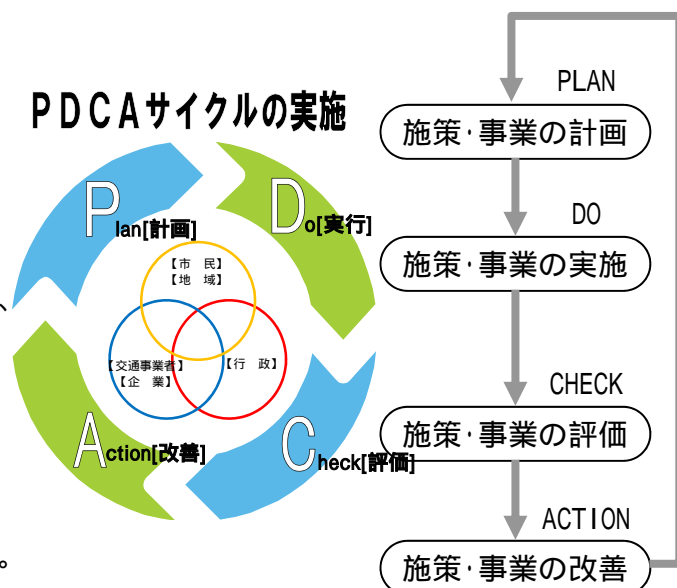 PDCAサイクルの実施
Plan[計画]
Do[実行]
【市　民】
【地　域】
【交通事業者】
【企　業】
【行　政】
Action[改善]
Check[評価]
、
。
PLAN
施策･事業の計画
DO
施策･事業の実施
CHECK
施策･事業の評価
ACTION
施策･事業の改善